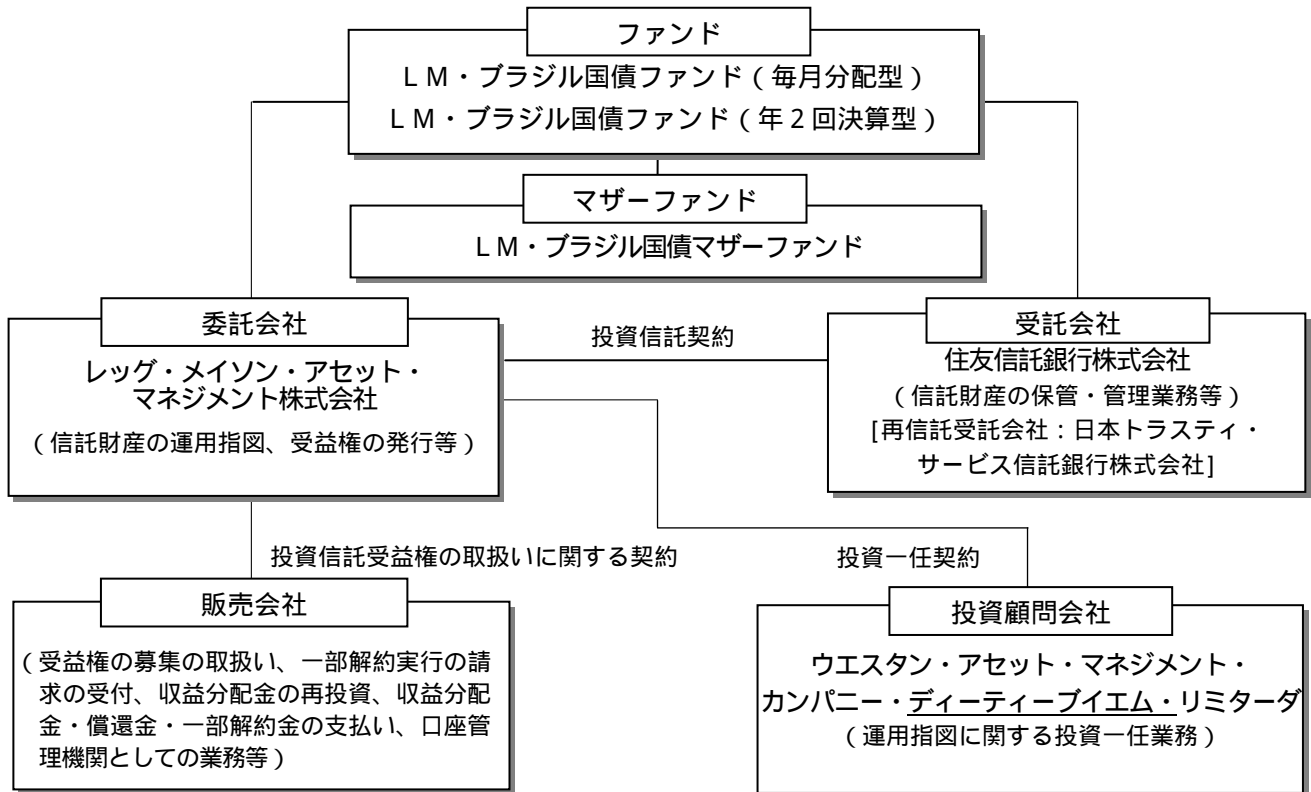 ファンド
ＬＭ・ブラジル国債ファンド（毎月分配型）
ＬＭ・ブラジル国債ファンド（年２回決算型）
マザーファンド
ＬＭ・ブラジル国債マザーファンド
委託会社
レッグ・メイソン・アセット・
マネジメント株式会社
（信託財産の運用指図、受益権の発行等）
投資信託契約
受託会社
住友信託銀行株式会社
（信託財産の保管・管理業務等）
[再信託受託会社：日本トラスティ・
サービス信託銀行株式会社]
投資信託受益権の取扱いに関する契約
投資一任契約
販売会社
（受益権の募集の取扱い、一部解約実行の請
求の受付、収益分配金の再投資、収益分配
金・償還金・一部解約金の支払い、口座管
理機関としての業務等）
投資顧問会社
ウエスタン・アセット・マネジメント・
カンパニー・ディーティーブイエム・リミターダ
（運用指図に関する投資一任業務）